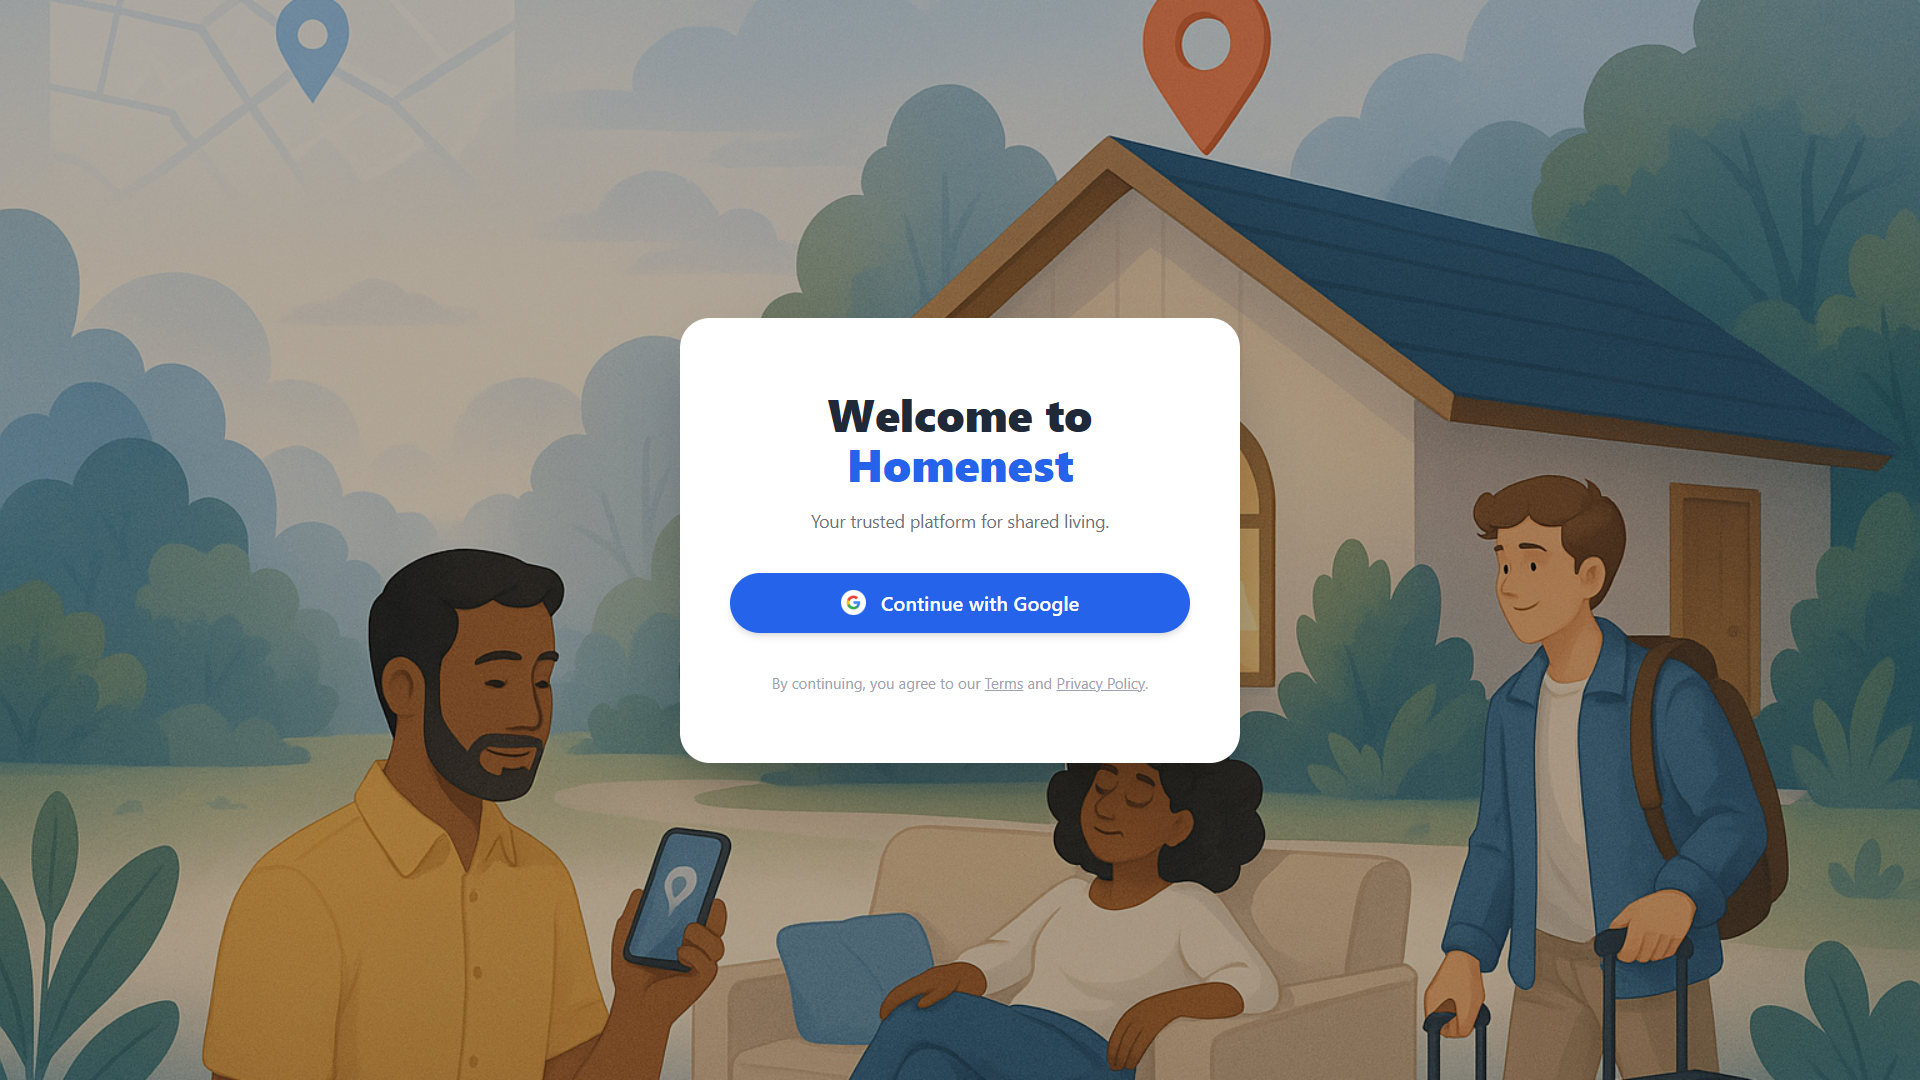 Welcome to
Homenest
Your trusted platform for shared living.
Continue with Google
By continuing, you agree to our Terms and Privacy Policy.